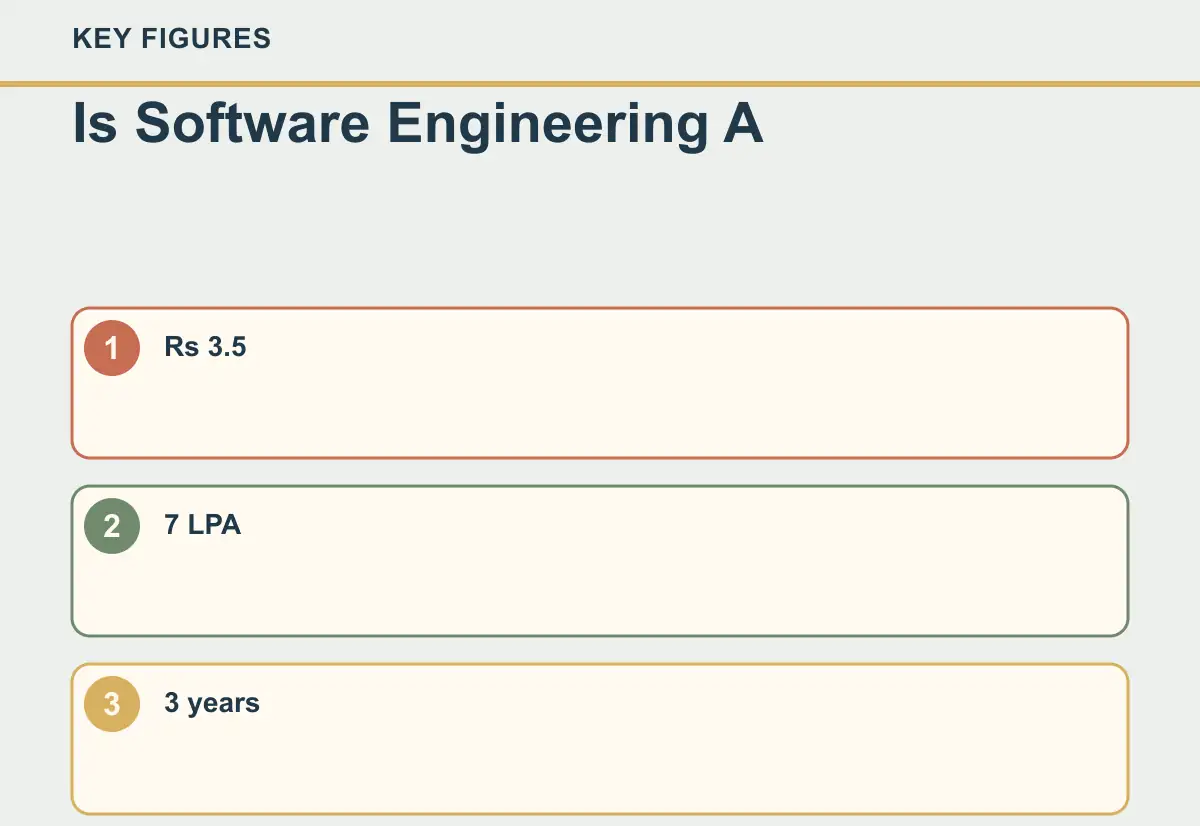 KEY FIGURES
Is Software Engineering A
1 Rs 3.5
2 7 LPA
3 3 years